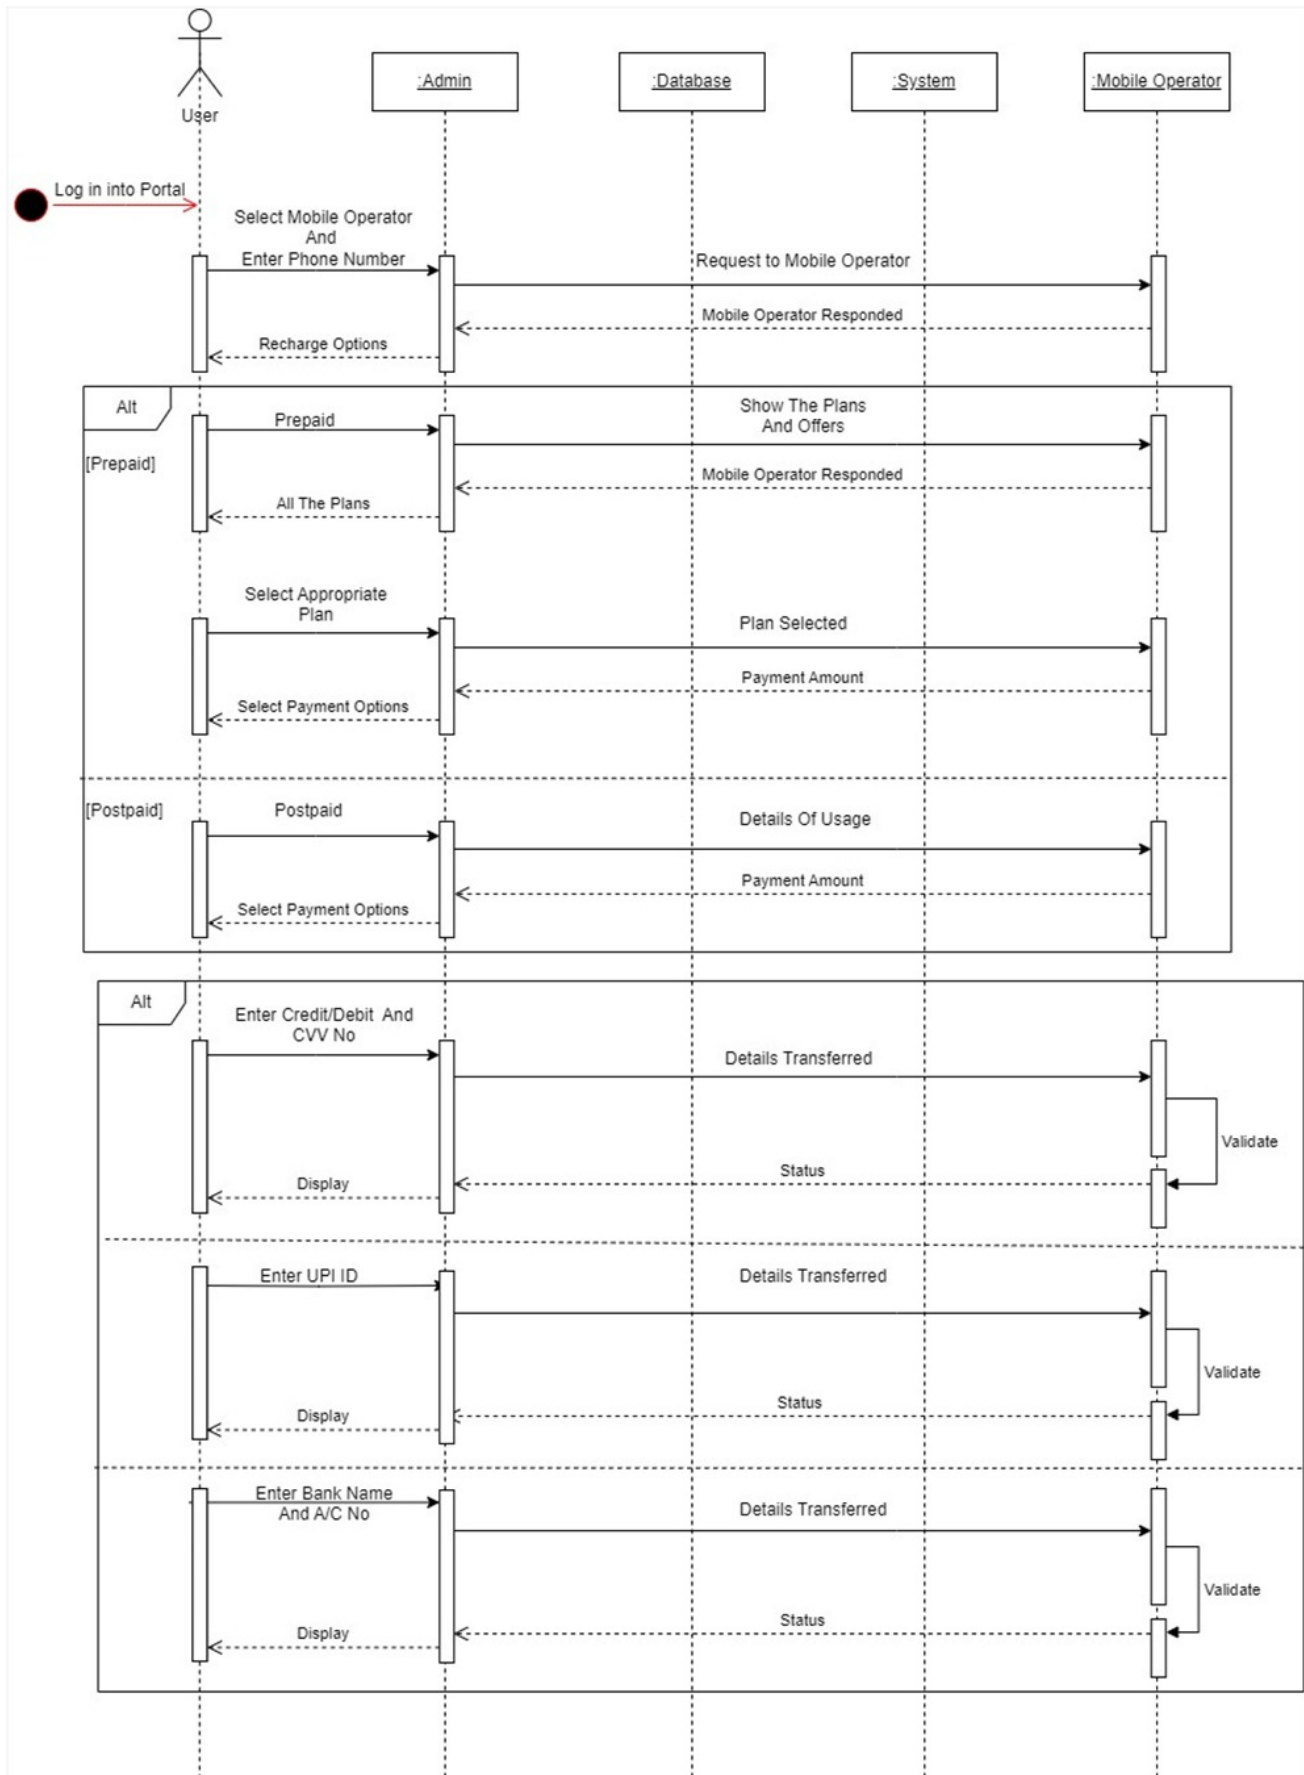 User
:Admin
:Database
:System
:Mobile Operator
Log in into Portal
Select Mobile Operator
And
Enter Phone Number
Request to Mobile Operator
Mobile Operator Responded
Recharge Options
Alt
[Prepaid]
Prepaid
Show The Plans
And Offers
Mobile Operator Responded
All The Plans
Select Appropriate
Plan
Plan Selected
Payment Amount
Select Payment Options
[Postpaid]
Postpaid
Details Of Usage
Payment Amount
Select Payment Options
Alt
Enter Credit/Debit And
CVV No
Details Transferred
Validate
Status
Display
Enter UPI ID
Details Transferred
Validate
Status
Display
Enter Bank Name
And A/C No
Details Transferred
Validate
Status
Display